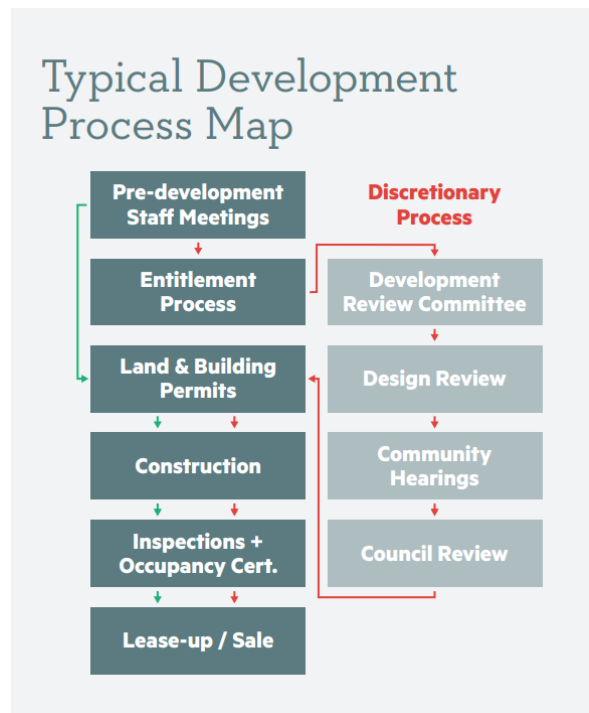 Typical Development
Process Map
Pre-development
Staff Meetings
Discretionary
Process
Entitlement
Process
Development
Review Committee
Land & Building
Permits
Design Review
Construction
Community
Hearings
Inspections +
Occupancy Cert.
Council Review
Lease-up / Sale